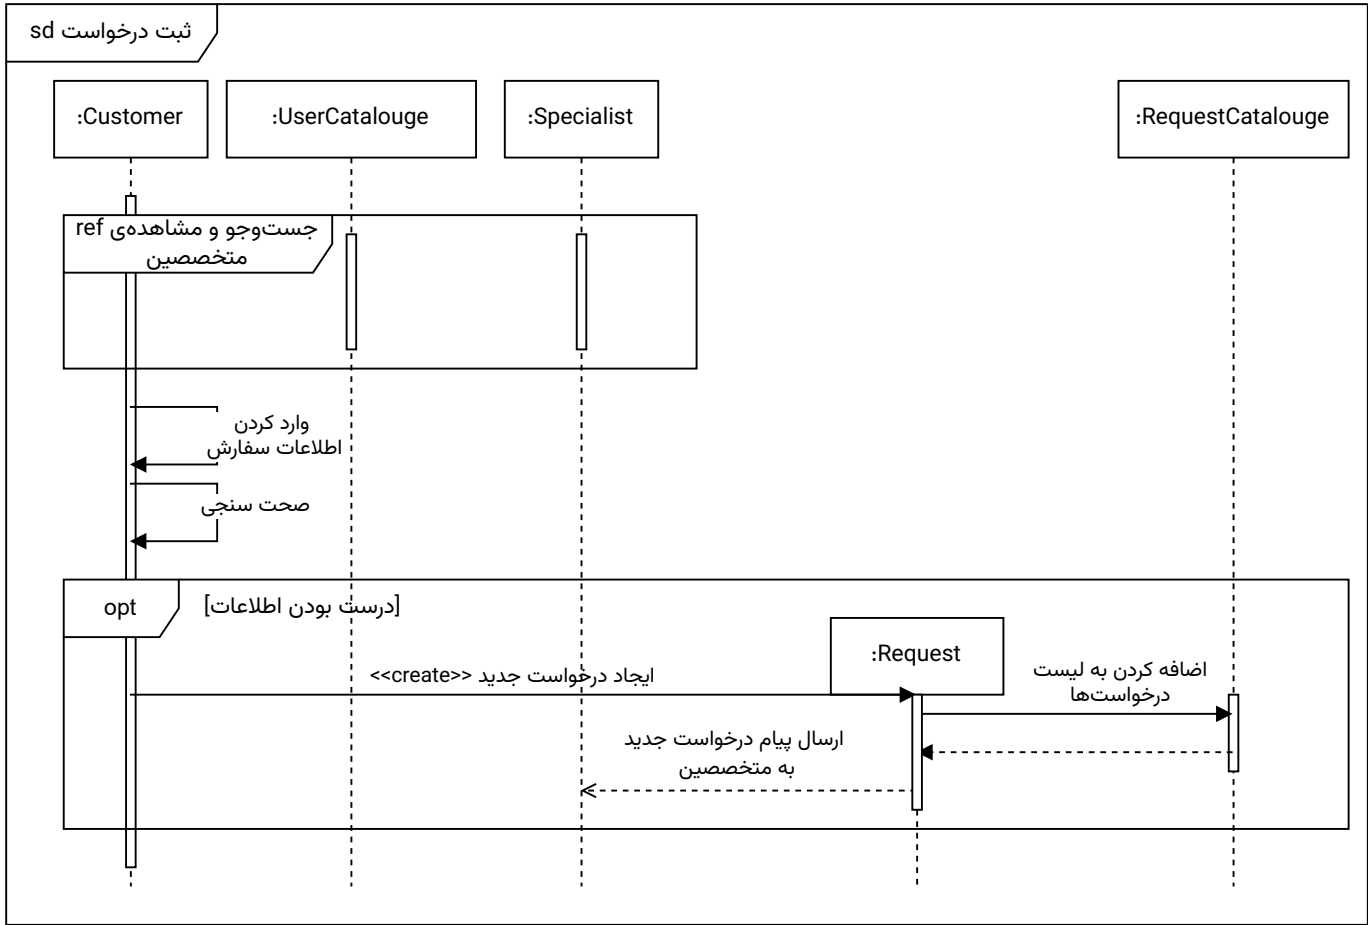 sd ثبت درخواست
:Customer
:UserCatalouge
:Specialist
:RequestCatalouge
ref جست‌وجو و مشاهده‌ی
متخصصین
وارد کردن
اطلاعات سفارش
صحت سنجی
opt
[درست بودن اطلاعات]
:Request
<<create>> ایجاد درخواست جدید
اضافه کردن به لیست
درخواست‌ها
ارسال پیام درخواست جدید
به متخصصین